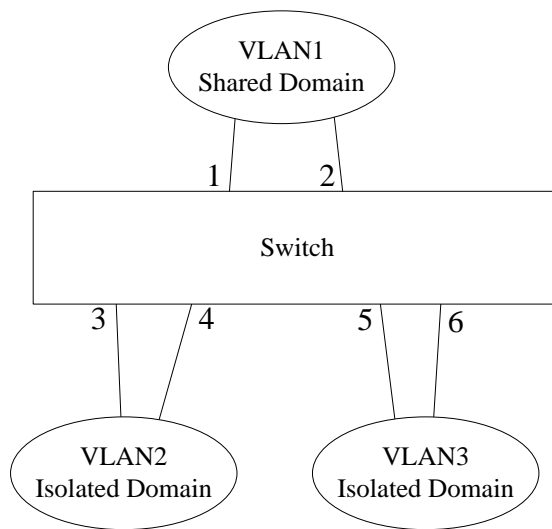 VLAN1
Shared Domain
1
2
Switch
3
4
5
6
VLAN2
Isolated Domain
VLAN3
Isolated Domain